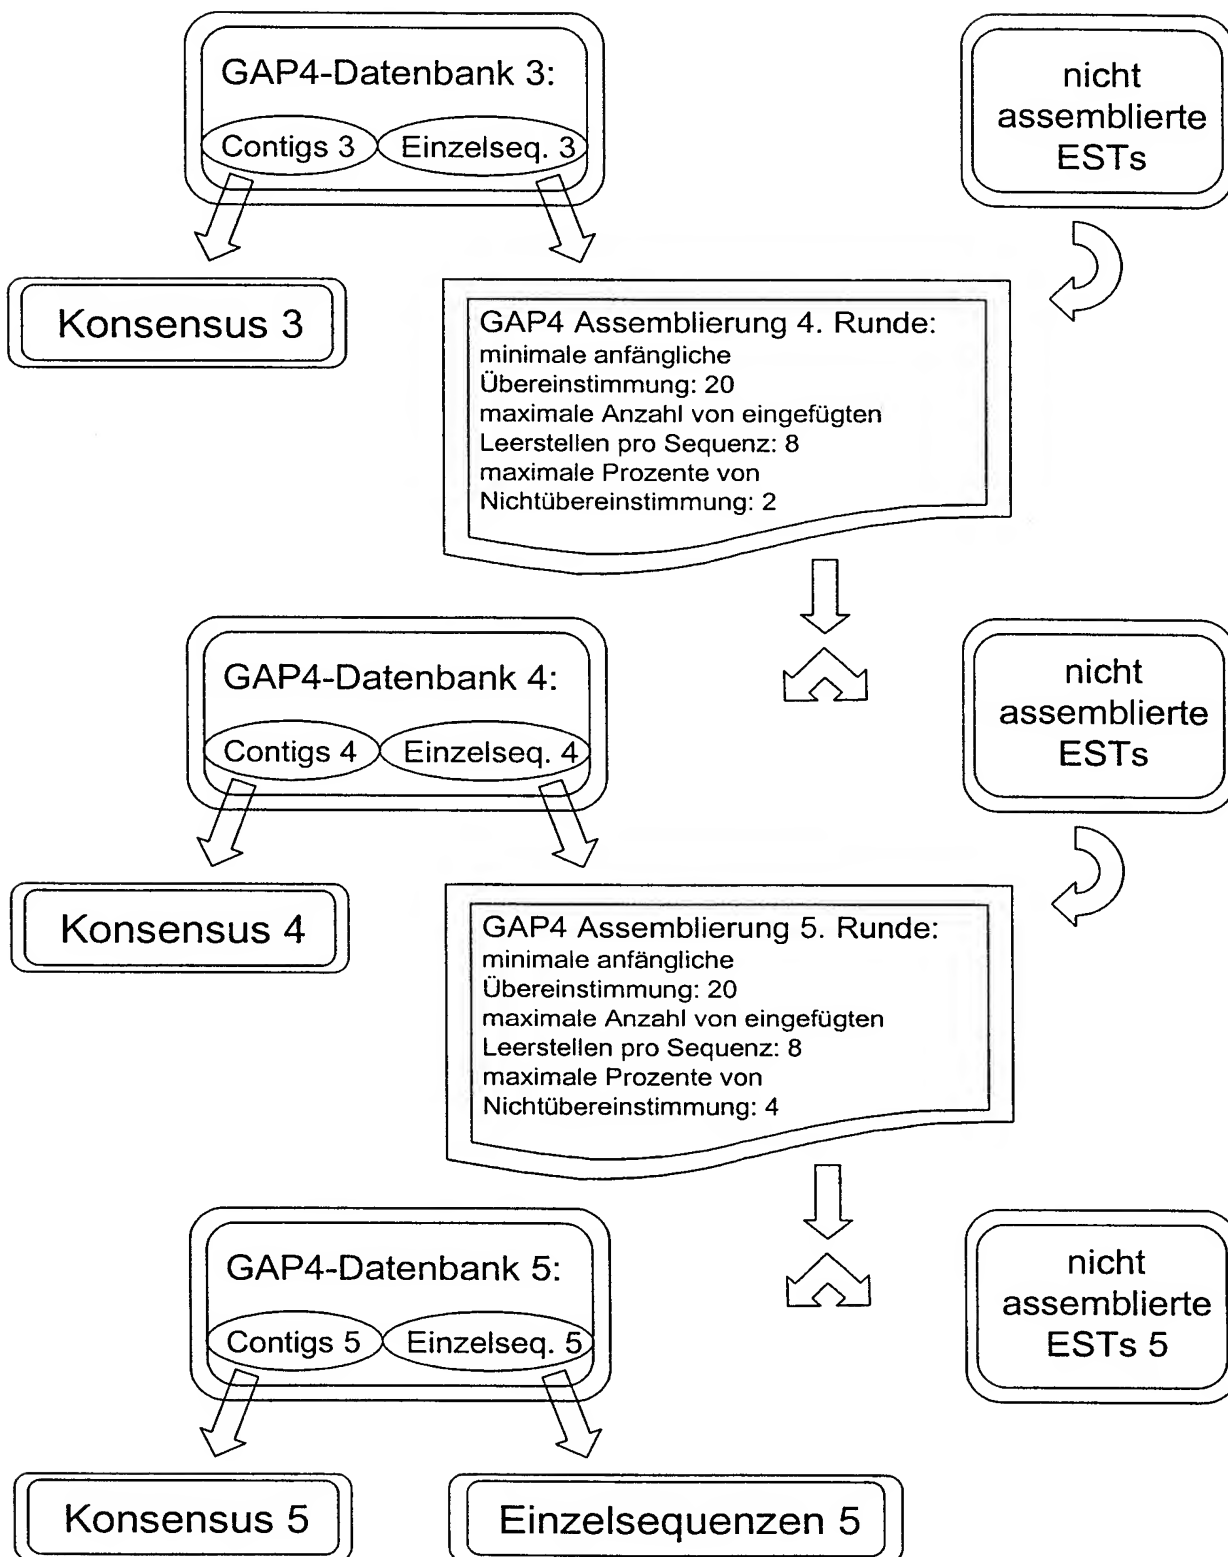 GAP4-Datenbank 3:
Contigs 3
Einzelseq. 3
nicht
assemblierte
ESTs
Konsensus 3
GAP4 Assemblierung 4. Runde:
minimale anfängliche
Übereinstimmung: 20
maximale Anzahl von eingefügten
Leerstellen pro Sequenz: 8
maximale Prozente von
Nichtübereinstimmung: 2
GAP4-Datenbank 4:
Contigs 4
Einzelseq. 4
nicht
assemblierte
ESTs
Konsensus 4
GAP4 Assemblierung 5. Runde:
minimale anfängliche
Übereinstimmung: 20
maximale Anzahl von eingefügten
Leerstellen pro Sequenz: 8
maximale Prozente von
Nichtübereinstimmung: 4
GAP4-Datenbank 5:
Contigs 5
Einzelseq. 5
nicht
assemblierte
ESTs 5
Konsensus 5
Einzelsequenzen 5